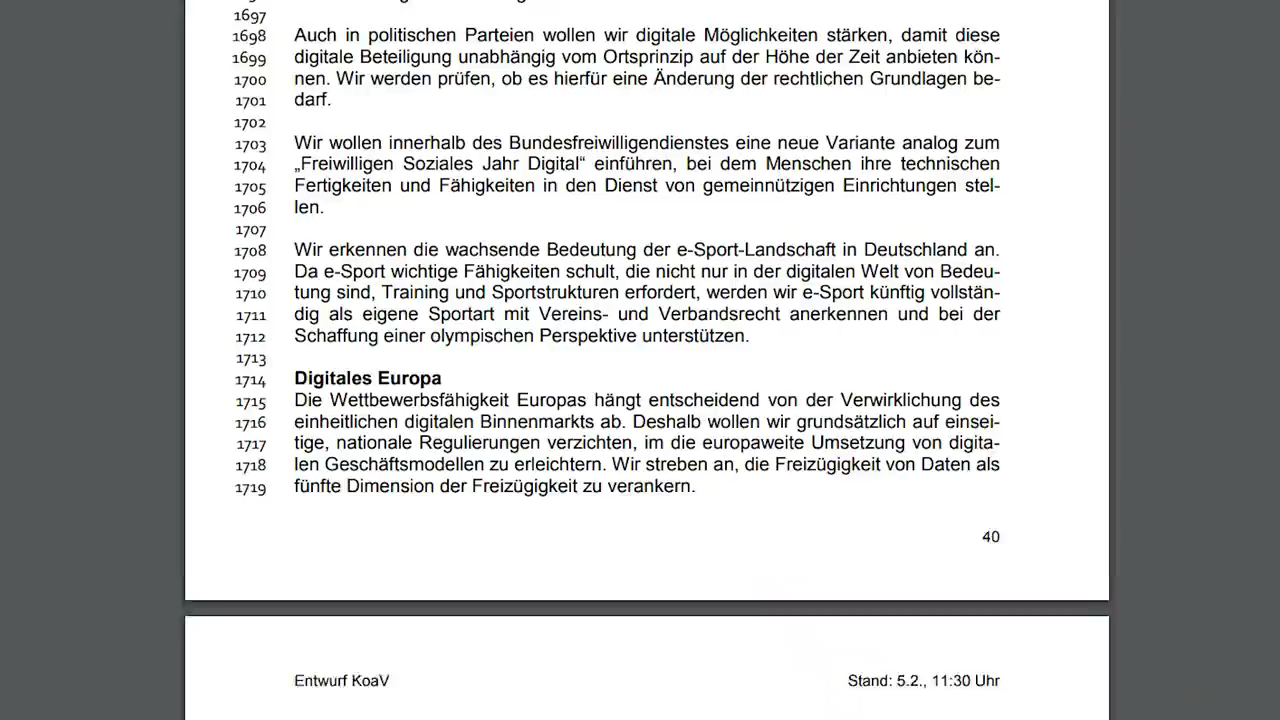 1697
1698 Auch in politischen Parteien wollen wir digitale Möglichkeiten stärken, damit diese
1699 digitale Beteiligung unabhängig vom Ortsprinzip auf der Höhe der Zeit anbieten kön-
1700 nen. Wir werden prüfen, ob es hierfür eine Änderung der rechtlichen Grundlagen be-
1701 darf.
1702
1703 Wir wollen innerhalb des Bundesfreiwilligendienstes eine neue Variante analog zum
1704 „Freiwilligen Soziales Jahr Digital“ einführen, bei dem Menschen ihre technischen
1705 Fertigkeiten und Fähigkeiten in den Dienst von gemeinnützigen Einrichtungen stel-
1706 len.
1707
1708 Wir erkennen die wachsende Bedeutung der e-Sport-Landschaft in Deutschland an.
1709 Da e-Sport wichtige Fähigkeiten schult, die nicht nur in der digitalen Welt von Bedeu-
1710 tung sind, Training und Sportstrukturen erfordert, werden wir e-Sport künftig vollstän-
1711 dig als eigene Sportart mit Vereins- und Verbandsrecht anerkennen und bei der
1712 Schaffung einer olympischen Perspektive unterstützen.
1713
1714 Digitales Europa
1715 Die Wettbewerbsfähigkeit Europas hängt entscheidend von der Verwirklichung des
1716 einheitlichen digitalen Binnenmarkts ab. Deshalb wollen wir grundsätzlich auf einsei-
1717 tige, nationale Regulierungen verzichten, im die europaweite Umsetzung von digita-
1718 len Geschäftsmodellen zu erleichtern. Wir streben an, die Freizügigkeit von Daten als
1719 fünfte Dimension der Freizügigkeit zu verankern.
40
Entwurf KoaV Stand: 5.2., 11:30 Uhr